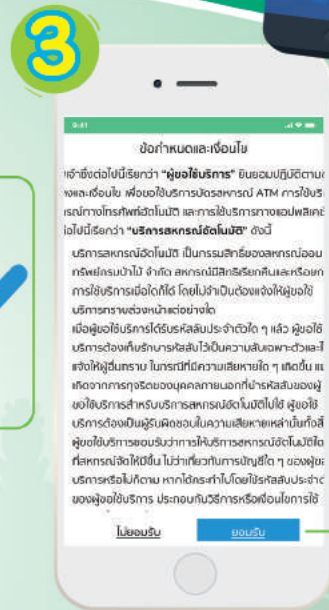 3
9:41
ข้อกำหนดและเงื่อนไข
ซึ่งต่อไปนี้เรียกว่า "ผู้ขอใช้บริการ" ยินยอมปฏิบัติตาม
และเงื่อนไข เพื่อขอใช้บริการบัตรสหกรณ์ ATM การใช้บริ
ทางโทรศัพท์อัตโนมัติ และการใช้บริการทางแอปพลิเคชั
ต่อไปนี้เรียกว่า "บริการสหกรณ์อัตโนมัติ" ดังนี้
บริการสหกรณ์อัตโนมัติ เป็นกรรมสิทธิ์ของสหกรณ์ออม
ทรัพย์กรมป่าไม้ จำกัด สหกรณ์มีสิทธิเรียกคืนและหรือยก
การใช้บริการเมื่อใดก็ได้ โดยไม่จำเป็นต้องแจ้งให้ผู้ขอใช้
บริการทราบล่วงหน้าแต่อย่างใด
เมื่อผู้ขอใช้บริการได้รับรหัสลับประจำตัวใด ๆ แล้ว ผู้ขอใช้
บริการต้องเก็บรักษารหัสลับไว้เป็นความลับเฉพาะตัวและไ
แจ้งให้ผู้อื่นทราบ ในกรณีที่มีความเสียหายใด ๆ เกิดขึ้น แ
เกิดจากการทุจริตของบุคคลภายนอกที่นำรหัสลับของผู้
ขอใช้บริการสำหรับบริการสหกรณ์อัตโนมัติไปใช้ ผู้ขอใช้
บริการต้องเป็นผู้รับผิดชอบในความเสียหายเหล่านั้นทั้งสิ้
ผู้ขอใช้บริการยอมรับว่าการให้บริการสหกรณ์อัตโนมัติใด
ที่สหกรณ์จัดให้มีขึ้น ไม่ว่าเกี่ยวกับการบัญชีใด ๆ ของผู้ขอ
บริการหรือไม่ก็ตาม หากได้กระทำไปโดยใช้รหัสลับประจำต
ของผู้ขอใช้บริการ ประกอบกับวิธีการหรือเงื่อนไขการใช้
ไม่ยอมรับ
ยอมรับ